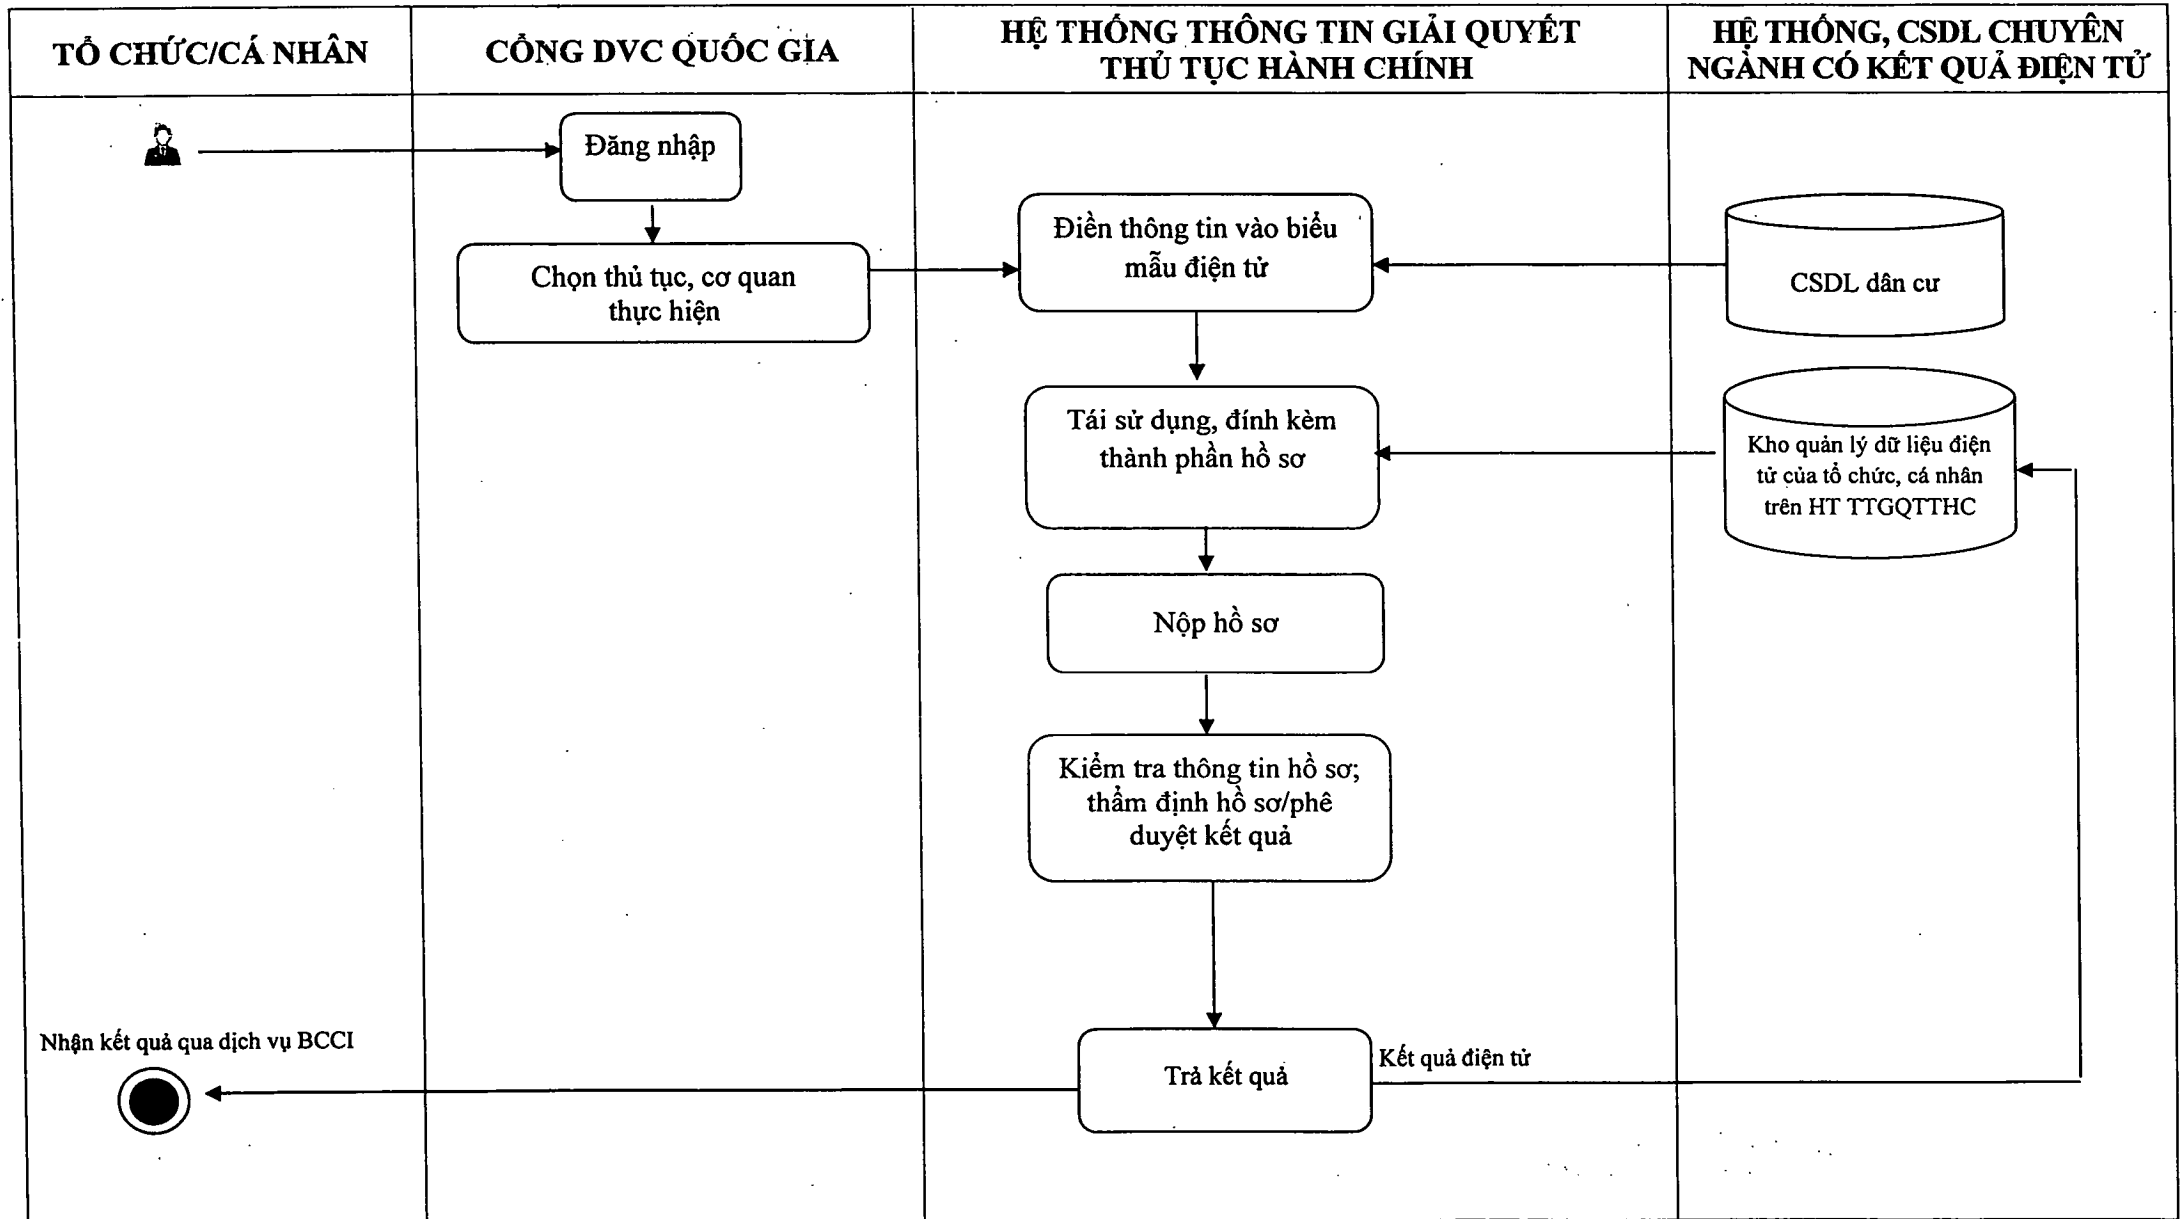 TỔ CHỨC/CÁ NHÂN
CỔNG DVC QUỐC GIA
HỆ THỐNG THÔNG TIN GIẢI QUYẾT
THỦ TỤC HÀNH CHÍNH
HỆ THỐNG, CSDL CHUYÊN
NGÀNH CÓ KẾT QUẢ ĐIỆN TỬ
Đăng nhập
Chọn thủ tục, cơ quan
thực hiện
Điền thông tin vào biểu
mẫu điện tử
CSDL dân cư
Tái sử dụng, đính kèm
thành phần hồ sơ
Kho quản lý dữ liệu điện
tử của tổ chức, cá nhân
trên HT TTGQTTHC
Nộp hồ sơ
Kiểm tra thông tin hồ sơ;
thẩm định hồ sơ/phê
duyệt kết quả
Nhận kết quả qua dịch vụ BCCI
Trả kết quả
Kết quả điện tử